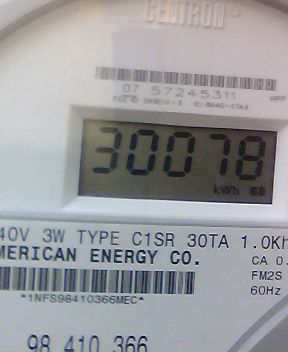 CENTRON®
07 57245311
30078
kWh
40V 3W TYPE C1SR 30TA 1.0Kh
MERICAN ENERGY CO.
CA 0.
FM2S
60Hz
*1NFS98410366MEC*
98 410 366